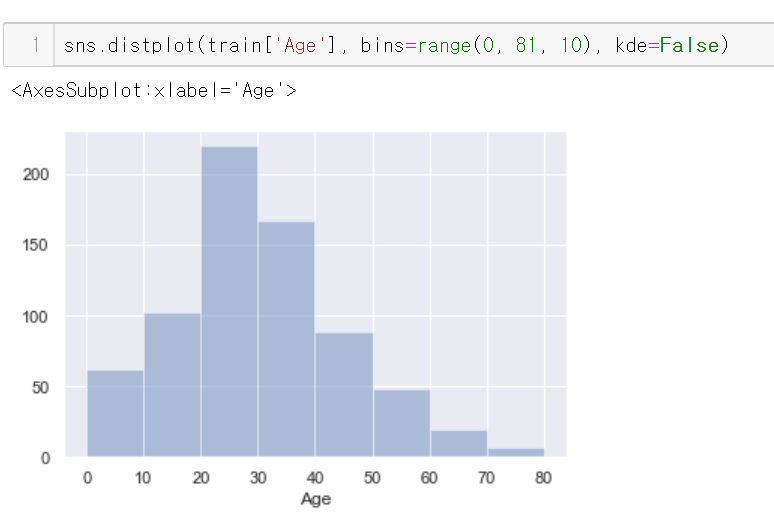 1 sns.distplot(train['Age'], bins=range(0, 81, 10), kde=False)
<AxesSubplot:xlabel='Age'>
200
150
100
50
0
0 10 20 30 40 50 60 70 80
Age